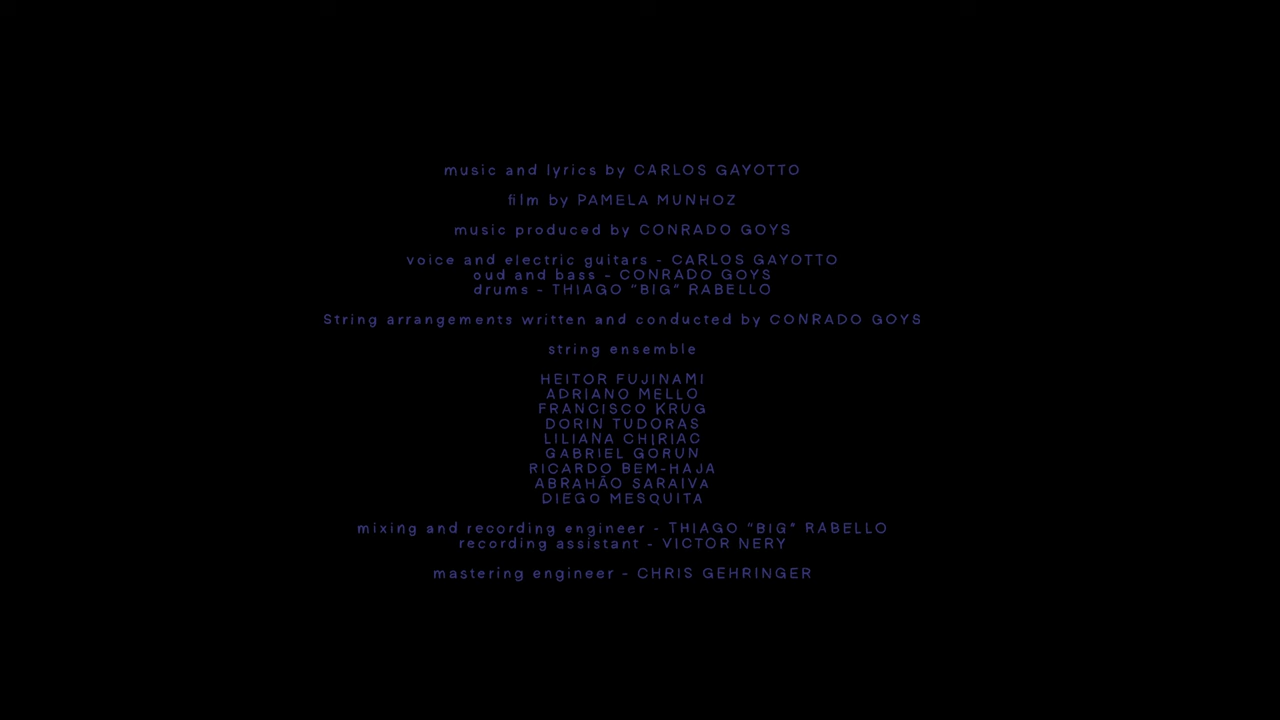 music and lyrics by CARLOS GAYOTTO
film by PAMELA MUNHOZ
music produced by CONRADO GOYS
voice and electric guitars - CARLOS GAYOTTO
oud and bass - CONRADO GOYS
drums - THIAGO "BIG" RABELLO
String arrangements written and conducted by CONRADO GOYS
string ensemble
HEITOR FUJINAMI
ADRIANO MELLO
FRANCISCO KRUG
DORIN TUDORAS
LILIANA CHIRIAC
GABRIEL GORUN
RICARDO BEM-HAJA
ABRAHÃO SARAIVA
DIEGO MESQUITA
mixing and recording engineer - THIAGO "BIG" RABELLO
recording assistant - VICTOR NERY
mastering engineer - CHRIS GEHRINGER